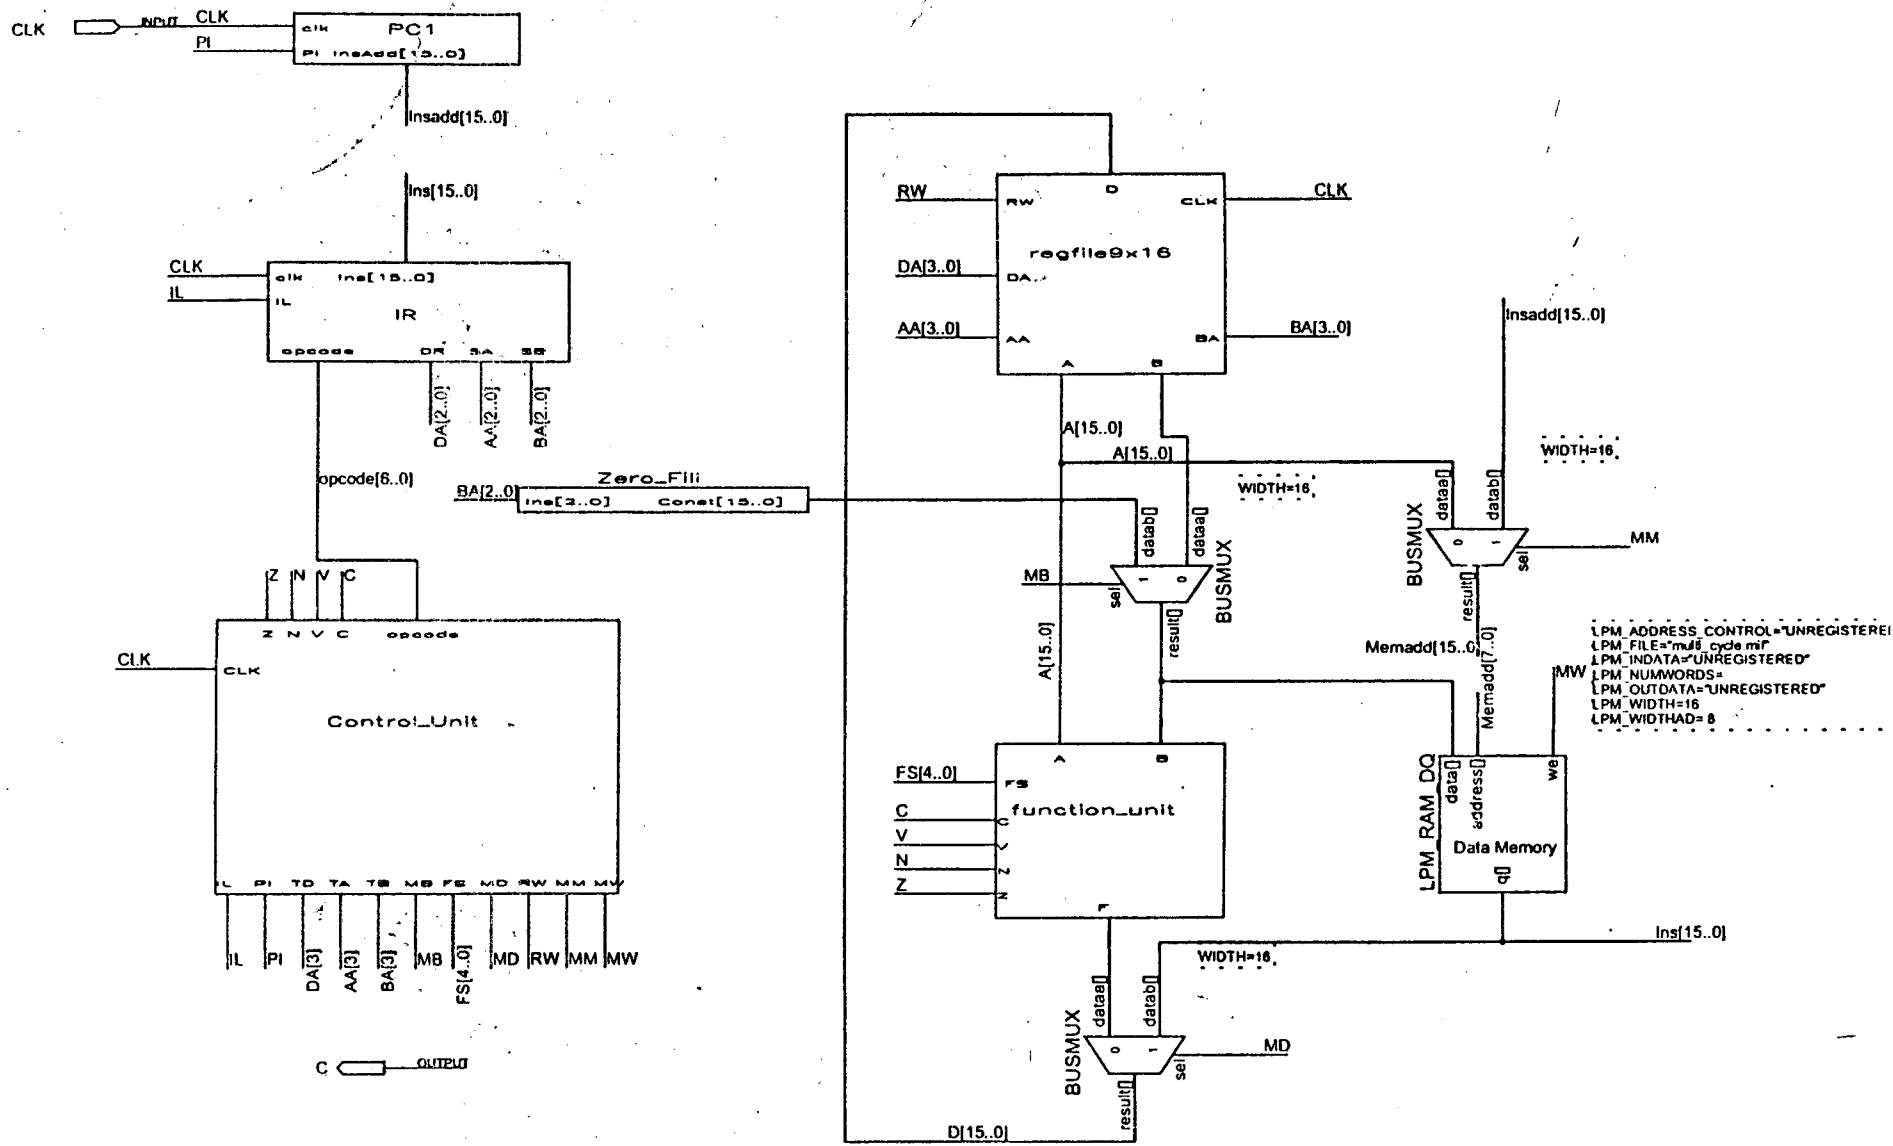 CLK INPUT CLK clk PC1
PI PI InsAdd[15..0]
Insadd[15..0]
Ins[15..0]
CLK clk Ins[15..0]
IL IL IR
opcode DR SA SB
DA[2..0] AA[2..0] BA[2..0]
opcode[6..0]
Z N V C
Z N V C opcode
CLK CLK
Control_Unit
IL PI TD TA TB MB FS MD RW MM MW
IL PI DA[3] AA[3] BA[3] MB FS[4..0] MD RW MM MW
C OUTPUT
RW RW D CLK CLK
regfile9x16
DA[3..0] DA
AA[3..0] AA BA BA[3..0]
A B
A[15..0]
A[15..0]
Zero_Fill
BA[2..0] Ins[2..0] Const[15..0]
WIDTH=16
datab[] dataa[]
MB sel 1 0 BUSMUX
result[]
A[15..0]
Insadd[15..0]
WIDTH=16
dataa[] datab[]
BUSMUX 0 1 sel MM
result[]
Memadd[15..0] Memadd[7..0]
MW
LPM_ADDRESS_CONTROL="UNREGISTERE
LPM_FILE="multi_cycle.mif"
LPM_INDATA="UNREGISTERED"
LPM_NUMWORDS=
LPM_OUTDATA="UNREGISTERED"
LPM_WIDTH=16
LPM_WIDTHAD= 8
A B
FS[4..0] FS
function_unit
C C
V V
N Z
Z N
F
LPM_RAM_DQ data[] address[] we
Data Memory
q[]
Ins[15..0]
WIDTH=16
dataa[] datab[]
BUSMUX 0 1 sel MD
result[]
D[15..0]